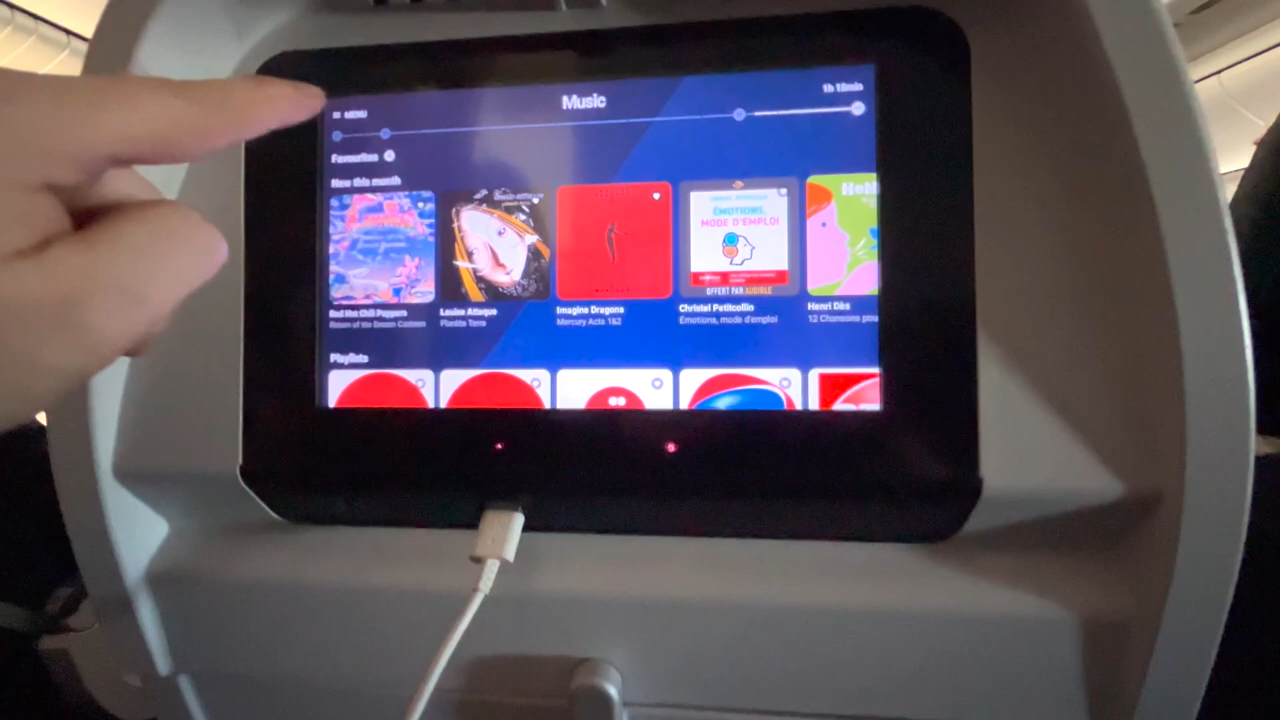 MENU
Music
1h 18min
Favourites
New this month
ÉMOTIONS,
MODE D'EMPLOI
OFFERT PAR AUDIBLE
HeN
Red Hot Chili Peppers
Return of the Dream Canteen
Louise Attaque
Planète Terre
Imagine Dragons
Mercury Acts 1&2
Christel Petitcollin
Émotions, mode d'emploi
Henri Dès
12 Chansons pou
Playlists